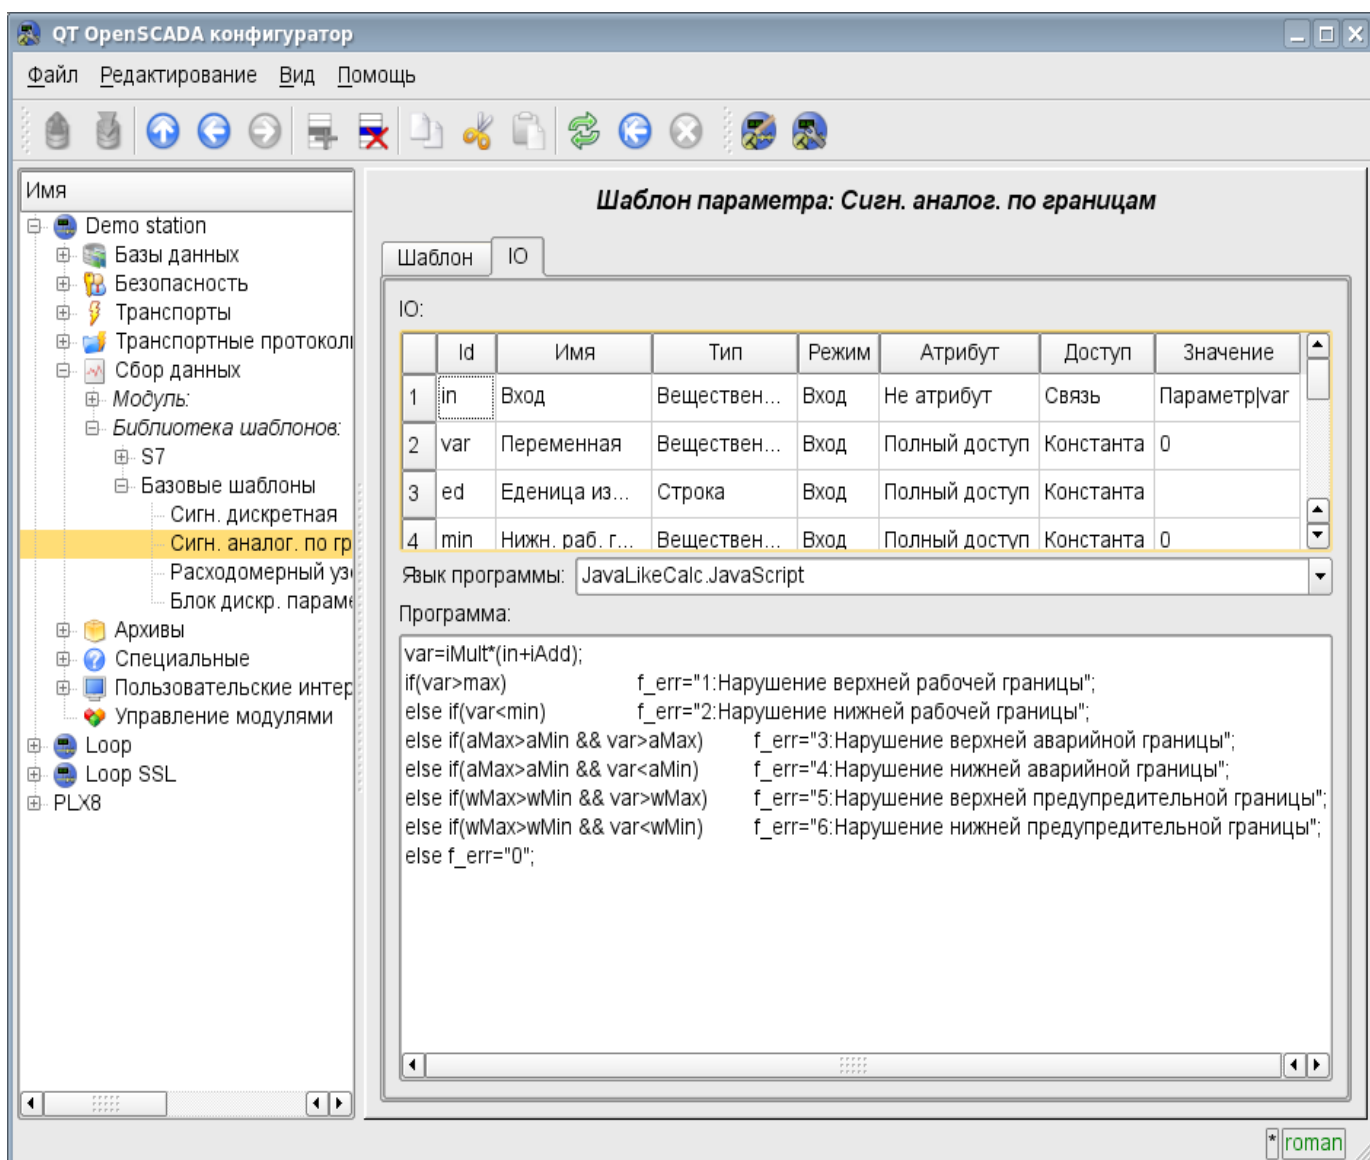 QT OpenSCADA конфигуратор
Файл Редактирование Вид Помощь
Имя
Demo station
Базы данных
Безопасность
Транспорты
Транспортные протокол
Сбор данных
Модуль:
Библиотека шаблонов:
S7
Базовые шаблоны
Сигн. дискретная
Сигн. аналог. по гр
Расходомерный уз
Блок дискр. парам
Архивы
Специальные
Пользовательские интер
Управление модулями
Loop
Loop SSL
PLX8
Шаблон параметра: Сигн. аналог. по границам
Шаблон IO
IO:
Id Имя Тип Режим Атрибут Доступ Значение
1 in Вход Веществен... Вход Не атрибут Связь Параметр|var
2 var Переменная Веществен... Вход Полный доступ Константа 0
3 ed Еденица из... Строка Вход Полный доступ Константа
4 min Нижн. раб. г... Веществен... Вход Полный доступ Константа 0
Язык программы: JavaLikeCalc.JavaScript
Программа:
var=iMult*(in+iAdd);
if(var>max) f_err="1:Нарушение верхней рабочей границы";
else if(var<min) f_err="2:Нарушение нижней рабочей границы";
else if(aMax>aMin && var>aMax) f_err="3:Нарушение верхней аварийной границы";
else if(aMax>aMin && var<aMin) f_err="4:Нарушение нижней аварийной границы";
else if(wMax>wMin && var>wMax) f_err="5:Нарушение верхней предупредительной границы";
else if(wMax>wMin && var<wMin) f_err="6:Нарушение нижней предупредительной границы";
else f_err="0";
* roman